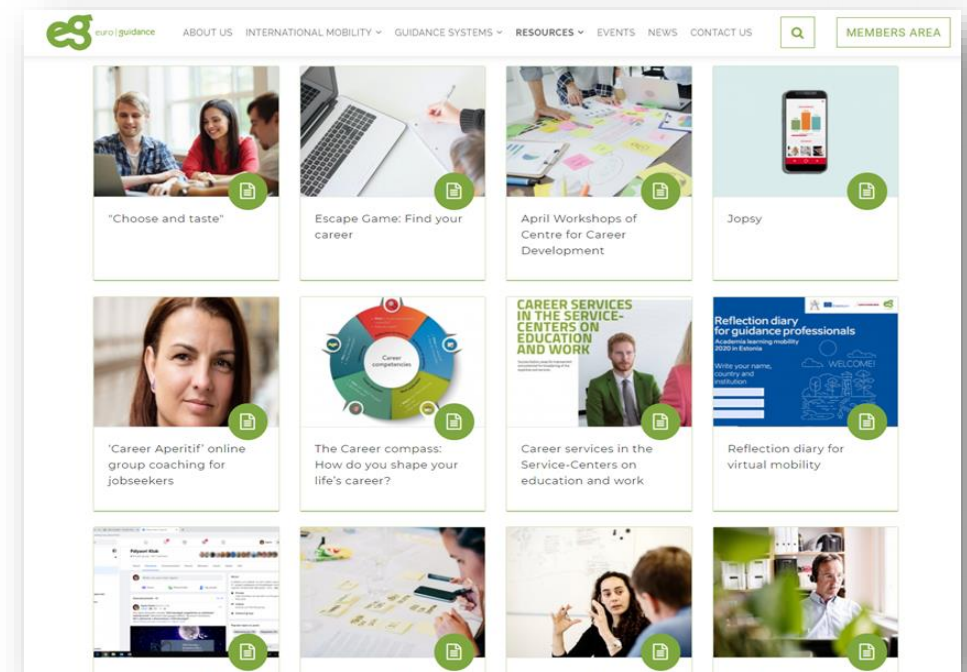 eg euro | guidance
ABOUT US INTERNATIONAL MOBILITY GUIDANCE SYSTEMS RESOURCES EVENTS NEWS CONTACT US MEMBERS AREA
"Choose and taste"
Escape Game: Find your
career
April Workshops of
Centre for Career
Development
Jopsy
Career
competencies
CAREER SERVICES
IN THE SERVICE-
CENTERS ON
EDUCATION
AND WORK
Reflection diary
for guidance professionals
Academia learning mobility
2020 in Estonia
Write your name,
country and
institution
WELCOME!
'Career Aperitif' online
group coaching for
jobseekers
The Career compass:
How do you shape your
life's career?
Career services in the
Service-Centers on
education and work
Reflection diary for
virtual mobility
Pályaori Klub